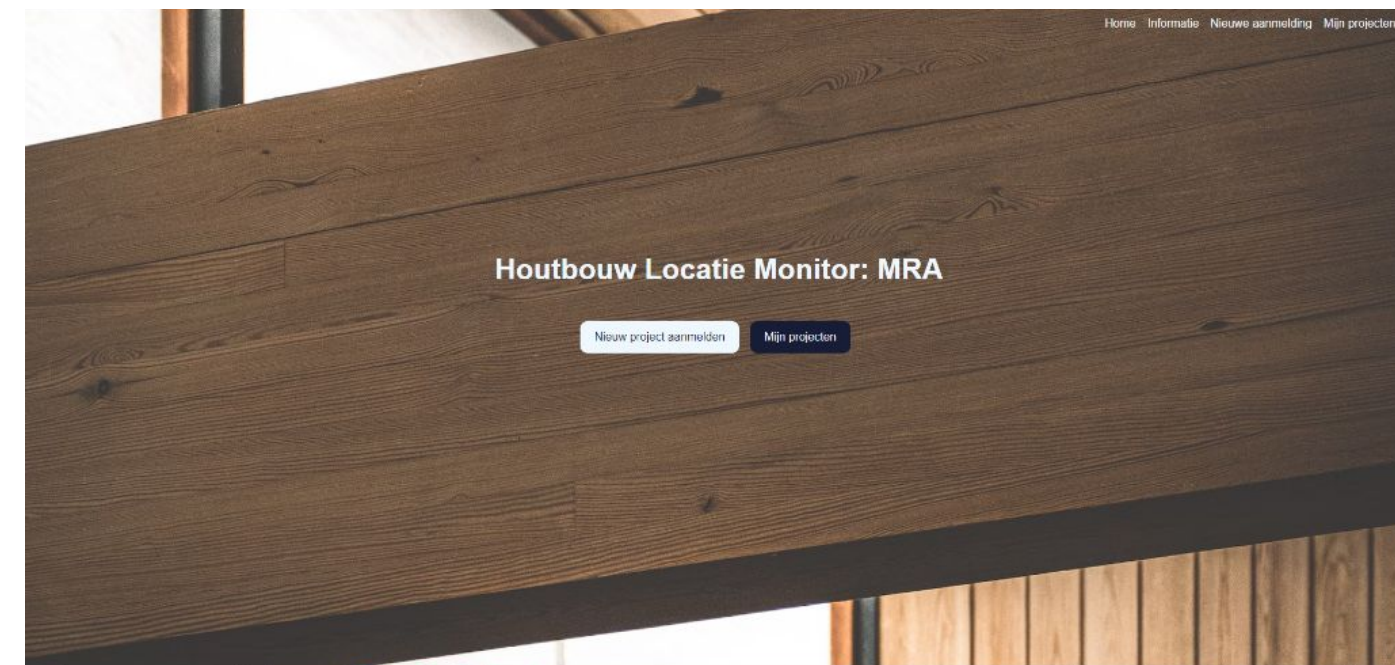 Home Informatie Nieuwe aanmelding Mijn projecten
Houtbouw Locatie Monitor: MRA
Nieuw project aanmelden Mijn projecten